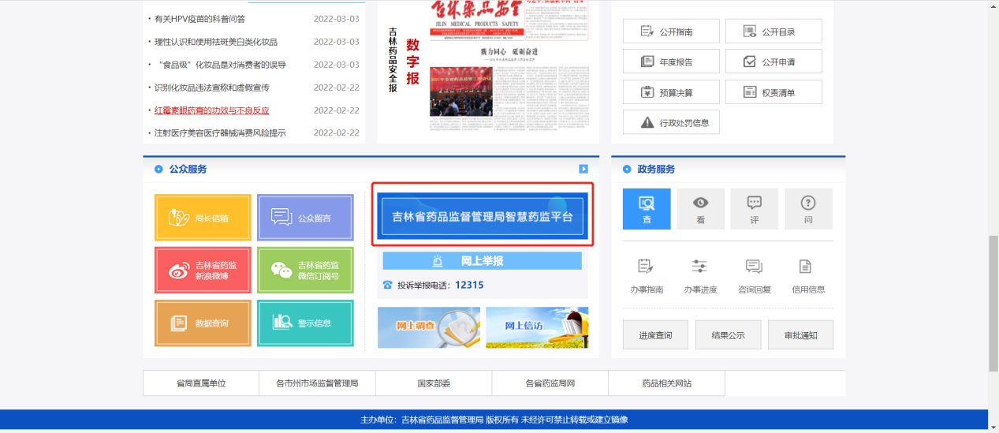 · 有关HPV疫苗的科普问答 2022-03-03
· 理性认识和使用祛斑美白类化妆品 2022-03-03
· “食品级”化妆品是对消费者的误导 2022-03-03
· 识别化妆品违法宣称和虚假宣传 2022-02-22
· 红霉素眼药膏的功效与不良反应 2022-02-22
· 注射医疗美容医疗器械消费风险提示 2022-02-22
吉林药品安全报
数字报
吉林药品安全
JILIN MEDICAL PRODUCTS SAFETY
戮力同心 砥砺奋进
公开指南
公开目录
年度报告
公开申请
预算决算
权责清单
行政处罚信息
公众服务
局长信箱
公众留言
吉林省药监
新浪微博
吉林省药监
微信订阅号
数据查询
警示信息
吉林省药品监督管理局智慧药监平台
网上举报
投诉举报电话：12315
网上调查
网上信访
政务服务
查
看
评
问
办事指南
办事进度
咨询回复
信用信息
进度查询
结果公示
审批通知
省局直属单位
各市州市场监督管理局
国家部委
各省药监局网
药品相关网站
主办单位：吉林省药品监督管理局 版权所有 未经许可禁止转载或建立镜像